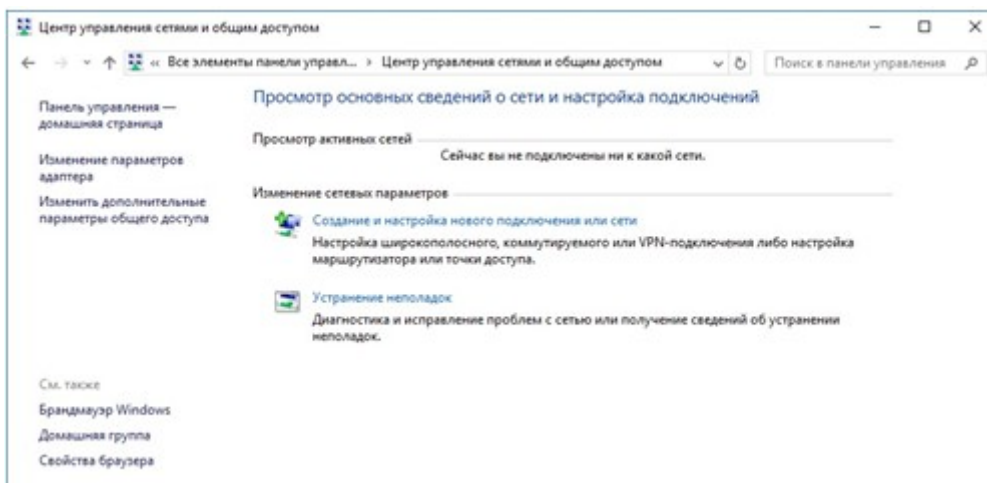 Центр управления сетями и общим доступом
« Все элементы панели управл... › Центр управления сетями и общим доступом
Поиск в панели управления
Панель управления —
домашняя страница
Изменение параметров
адаптера
Изменить дополнительные
параметры общего доступа
Просмотр основных сведений о сети и настройка подключений
Просмотр активных сетей
Сейчас вы не подключены ни к какой сети.
Изменение сетевых параметров
Создание и настройка нового подключения или сети
Настройка широкополосного, коммутируемого или VPN-подключения либо настройка
маршрутизатора или точки доступа.
Устранение неполадок
Диагностика и исправление проблем с сетью или получение сведений об устранении
неполадок.
См. также
Брандмауэр Windows
Домашняя группа
Свойства браузера